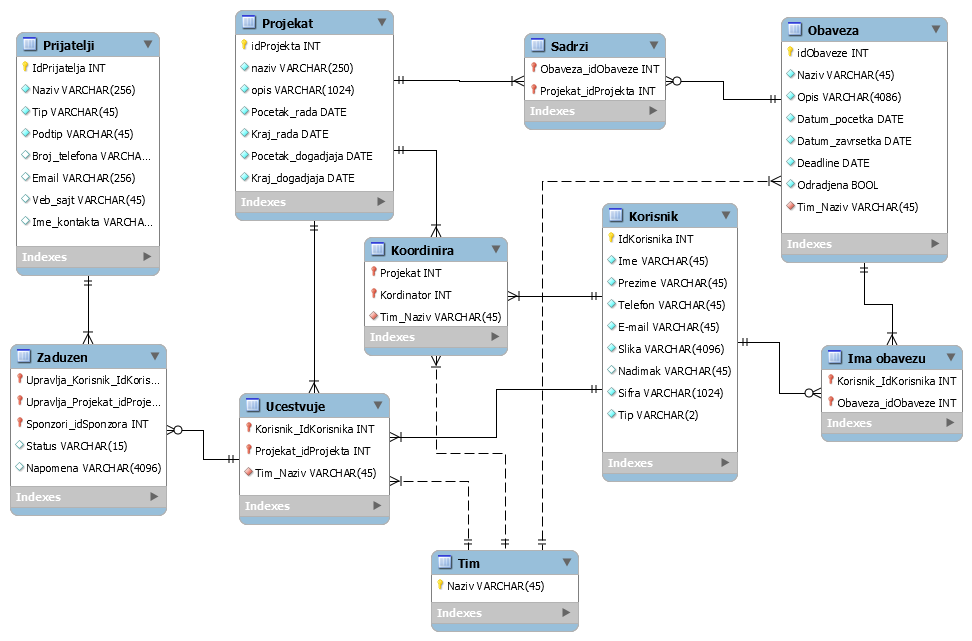 Prijatelji
IdPrijatelja INT
Naziv VARCHAR(256)
Tip VARCHAR(45)
Podtip VARCHAR(45)
Broj_telefona VARCHA...
Email VARCHAR(256)
Veb_sajt VARCHAR(45)
Ime_kontakta VARCHA...
Indexes
Projekat
idProjekta INT
naziv VARCHAR(250)
opis VARCHAR(1024)
Pocetak_rada DATE
Kraj_rada DATE
Pocetak_dogadjaja DATE
Kraj_dogadjaja DATE
Indexes
Sadrzi
Obaveza_idObaveze INT
Projekat_idProjekta INT
Indexes
Obaveza
idObaveze INT
Naziv VARCHAR(45)
Opis VARCHAR(4086)
Datum_pocetka DATE
Datum_zavrsetka DATE
Deadline DATE
Odradjena BOOL
Tim_Naziv VARCHAR(45)
Indexes
Koordinira
Projekat INT
Kordinator INT
Tim_Naziv VARCHAR(45)
Indexes
Korisnik
IdKorisnika INT
Ime VARCHAR(45)
Prezime VARCHAR(45)
Telefon VARCHAR(45)
E-mail VARCHAR(45)
Slika VARCHAR(4096)
Nadimak VARCHAR(45)
Sifra VARCHAR(1024)
Tip VARCHAR(2)
Indexes
Zaduzen
Upravlja_Korisnik_IdKoris...
Upravlja_Projekat_idProje...
Sponzori_idSponzora INT
Status VARCHAR(15)
Napomena VARCHAR(4096)
Indexes
Ucestvuje
Korisnik_IdKorisnika INT
Projekat_idProjekta INT
Tim_Naziv VARCHAR(45)
Indexes
Ima obavezu
Korisnik_IdKorisnika INT
Obaveza_idObaveze INT
Indexes
Tim
Naziv VARCHAR(45)
Indexes